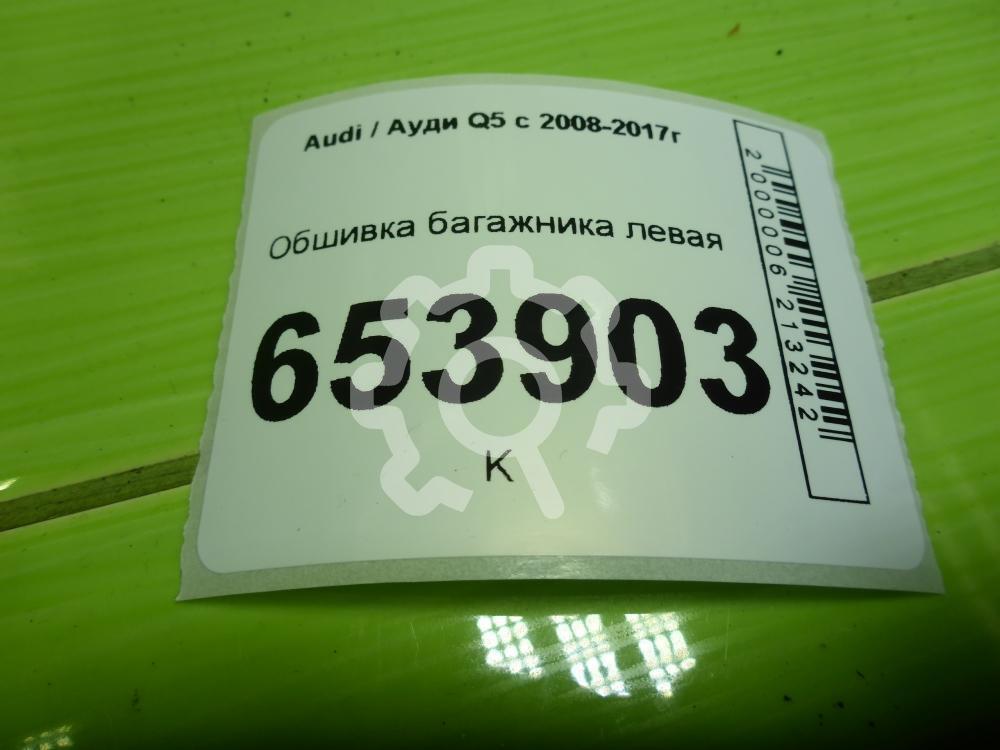 Audi / Ауди Q5 с 2008-2017г
Обшивка багажника левая
653903
К
2000006213242